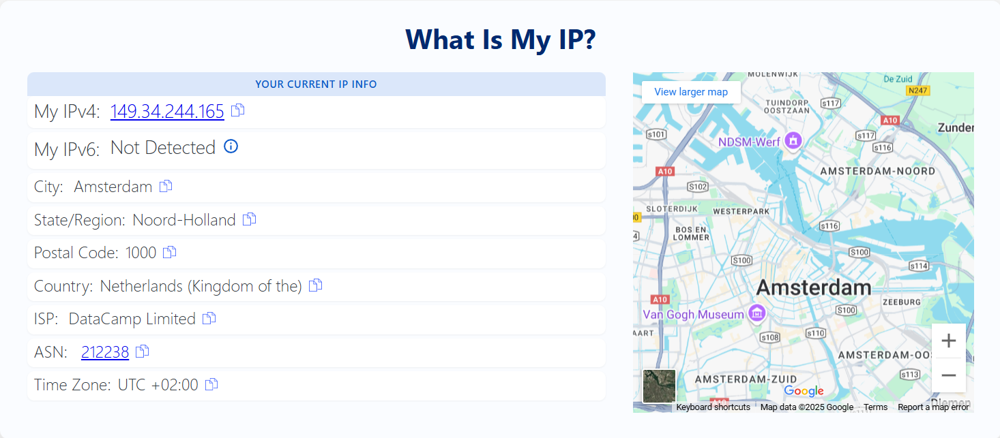 What Is My IP?
YOUR CURRENT IP INFO
My IPv4: 149.34.244.165
My IPv6: Not Detected
City: Amsterdam
State/Region: Noord-Holland
Postal Code: 1000
Country: Netherlands (Kingdom of the)
ISP: DataCamp Limited
ASN: 212238
Time Zone: UTC +02:00
View larger map
MOLENWIJK
De Zuid
N247
TUINDORP
OOSTZAAN
s117
A10
Zunder
s101
NDSM-Werf
s117
s116
A10
AMSTERDAM-NOORD
S102
SLOTERDIJK
WESTERPARK
s116
BOS EN
LOMMER
S100
S100
s114
Amsterdam
A10
ZEEBURG
Van Gogh Museum
S100
AART
s108
s110
AMSTERDAM-OO
s113
AMSTERDAM-ZUID
Google
Diemen
Keyboard shortcuts
Map data ©2025 Google
Terms
Report a map error